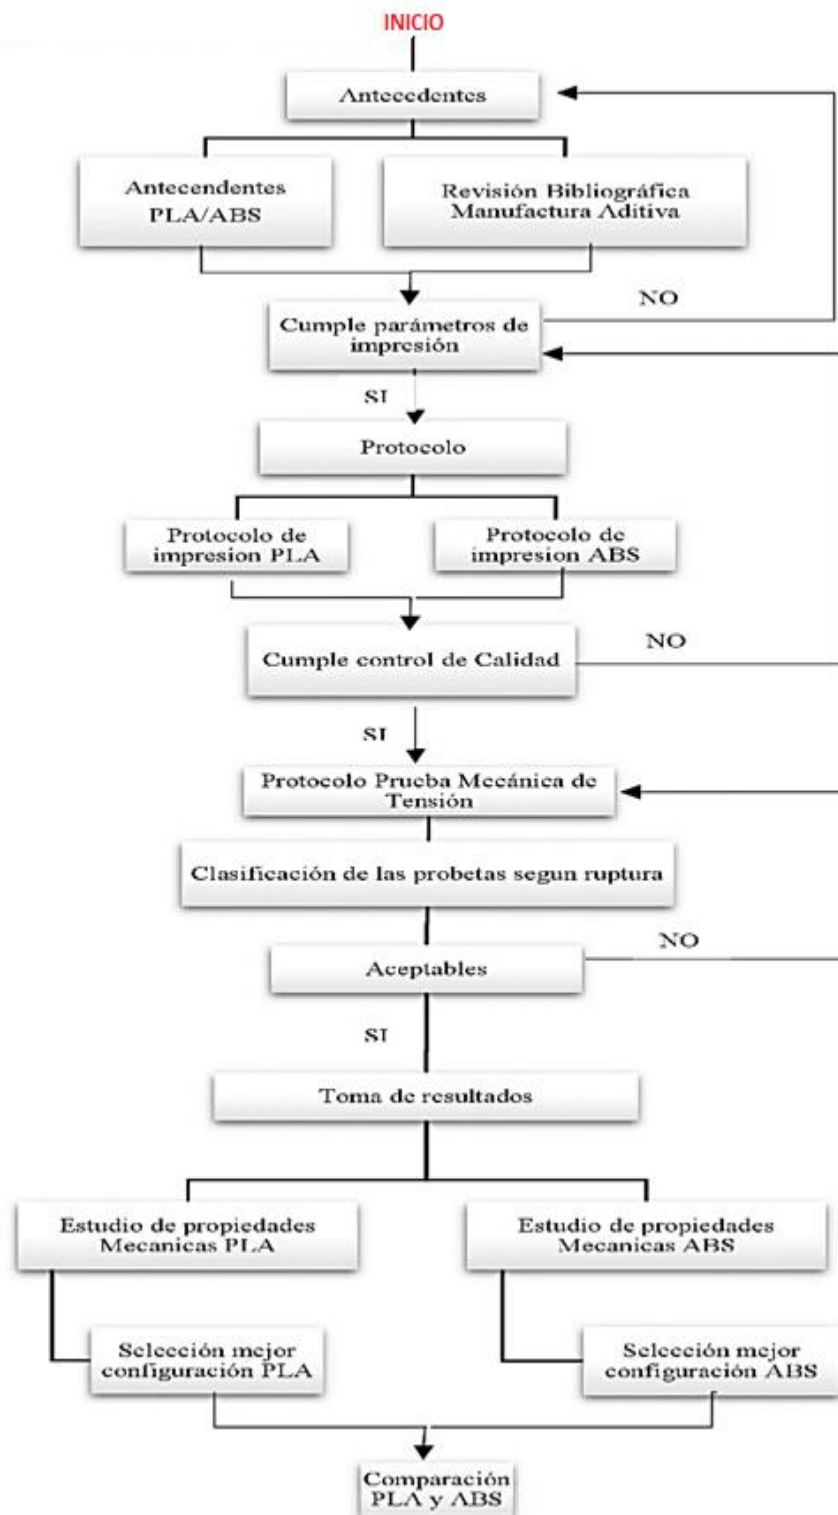 INICIO
Antecedentes
Antecendentes
PLA/ABS
Revisión Bibliográfica
Manufactura Aditiva
NO
Cumple parámetros de
impresión
SI
Protocolo
Protocolo de
impresion PLA
Protocolo de
impresion ABS
NO
Cumple control de Calidad
SI
Protocolo Prueba Mecánica de
Tensión
Clasificación de las probetas segun ruptura
NO
Aceptables
SI
Toma de resultados
Estudio de propiedades
Mecanicas PLA
Estudio de propiedades
Mecanicas ABS
Selección mejor
configuración PLA
Selección mejor
configuración ABS
Comparación
PLA y ABS